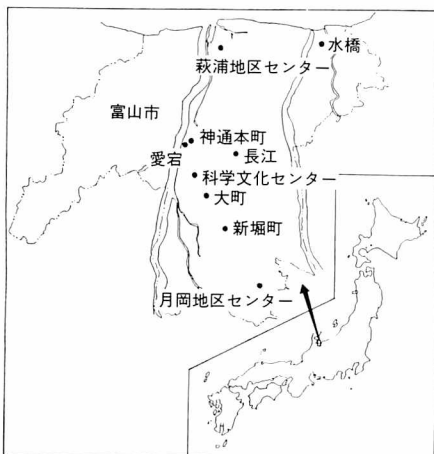 水橋
萩浦地区センター
富山市
神通本町
愛宕
長江
科学文化センター
大町
新堀町
月岡地区センター